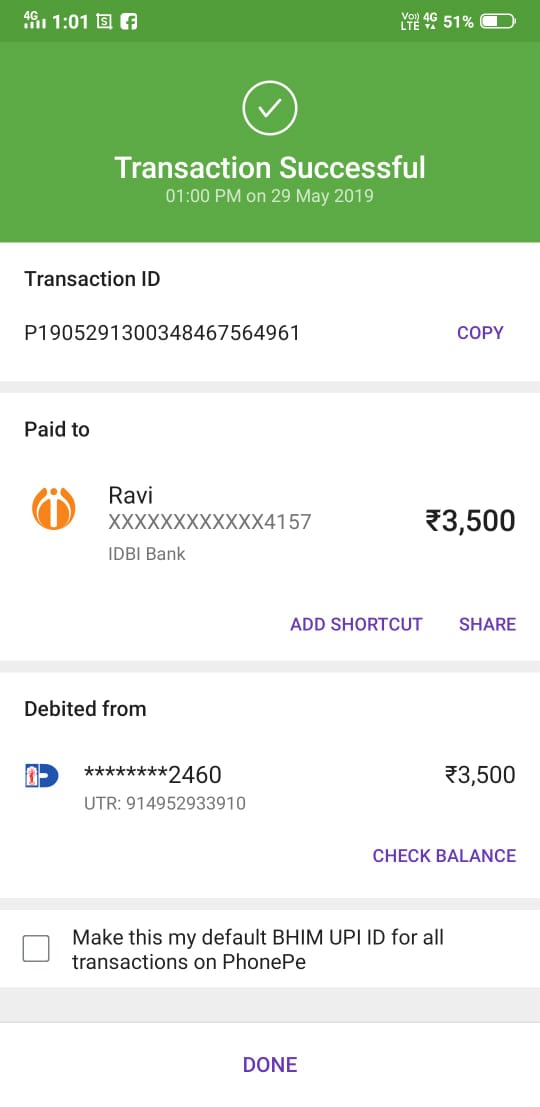 4G 1:01 Vo)) LTE 4G 51%
Transaction Successful
01:00 PM on 29 May 2019
Transaction ID
P1905291300348467564961 COPY
Paid to
Ravi
XXXXXXXXXXXX4157 ₹3,500
IDBI Bank
ADD SHORTCUT SHARE
Debited from
********2460 ₹3,500
UTR: 914952933910
CHECK BALANCE
Make this my default BHIM UPI ID for all
transactions on PhonePe
DONE